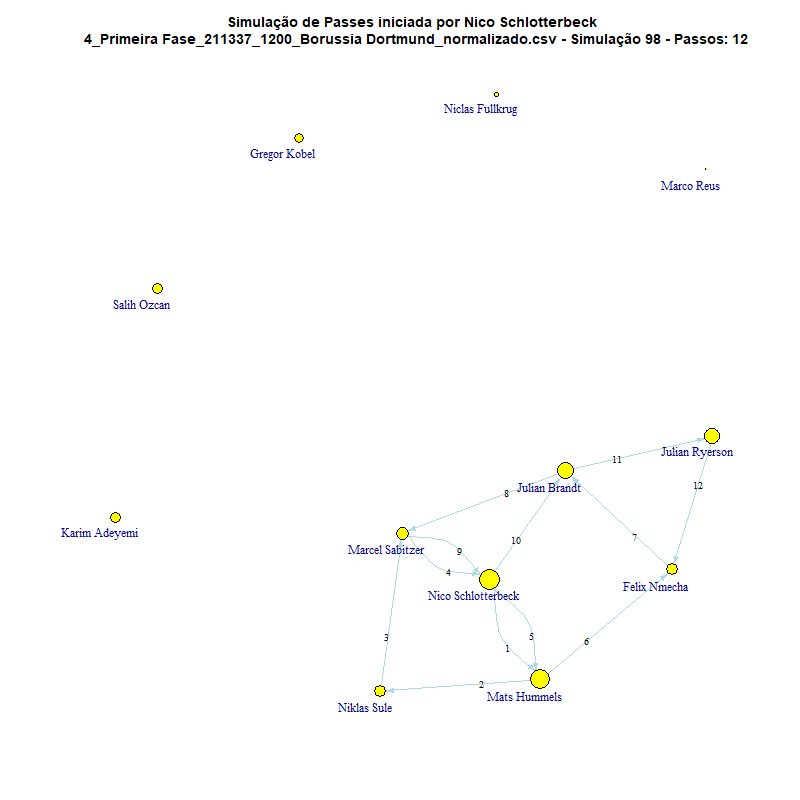 Simulação de Passes iniciada por Nico Schlotterbeck
4_Primeira Fase_211337_1200_Borussia Dortmund_normalizado.csv - Simulação 98 - Passos: 12
Niclas Fullkrug
Gregor Kobel
Marco Reus
Salih Ozcan
Julian Ryerson
11
Julian Brandt
12
8
Karim Adeyemi
7
10
Marcel Sabitzer
9
4
Felix Nmecha
Nico Schlotterbeck
3
5
6
1
2
Mats Hummels
Niklas Sule